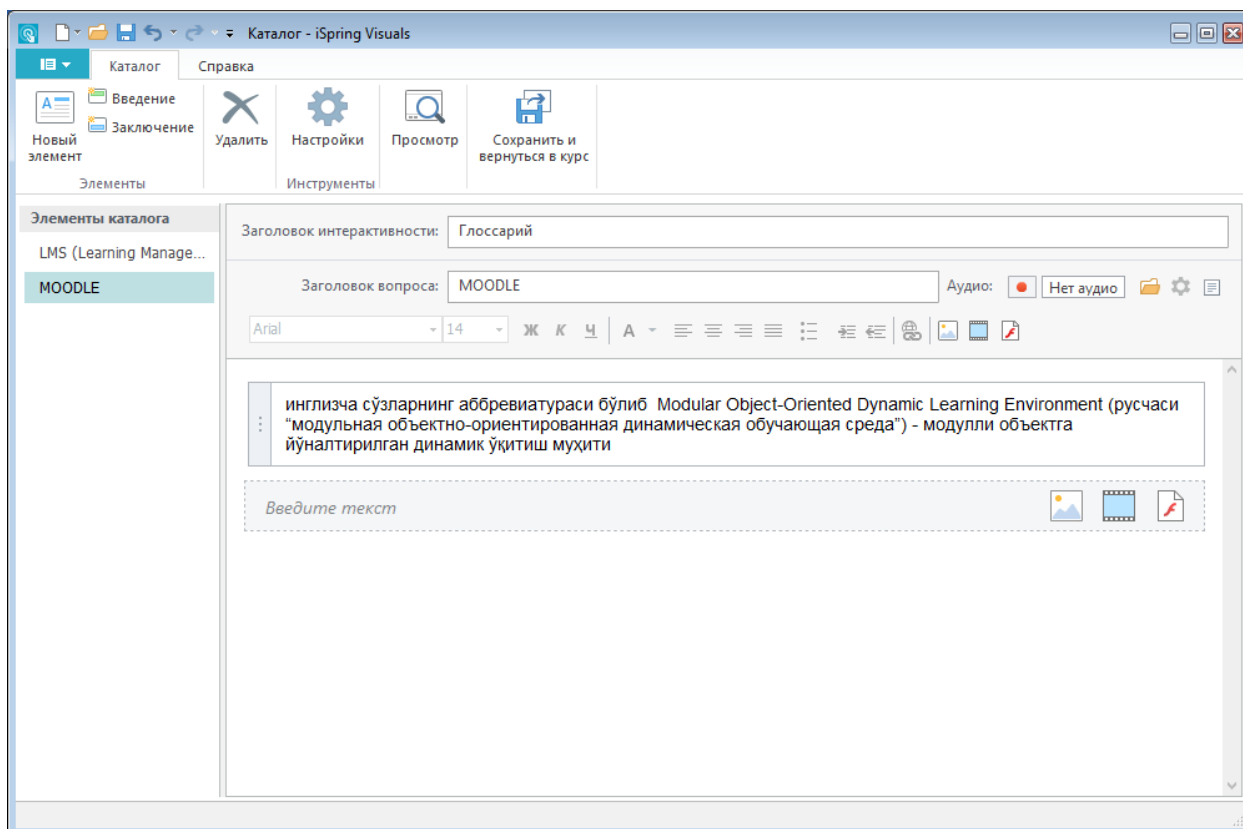 Каталог - iSpring Visuals
Каталог
Справка
Новый элемент
Введение
Заключение
Элементы
Удалить
Настройки
Инструменты
Просмотр
Сохранить и
вернуться в курс
Элементы каталога
LMS (Learning Manage...
MOODLE
Заголовок интерактивности: Глоссарий
Заголовок вопроса: MOODLE
Аудио: Нет аудио
Arial 14 Ж К Ч А
инглизча сўзларнинг аббревиатураси бўлиб  Modular Object-Oriented Dynamic Learning Environment (русчаси
“модульная объектно-ориентированная динамическая обучающая среда”) - модулли объектга
йўналтирилган динамик ўқитиш муҳити
Введите текст